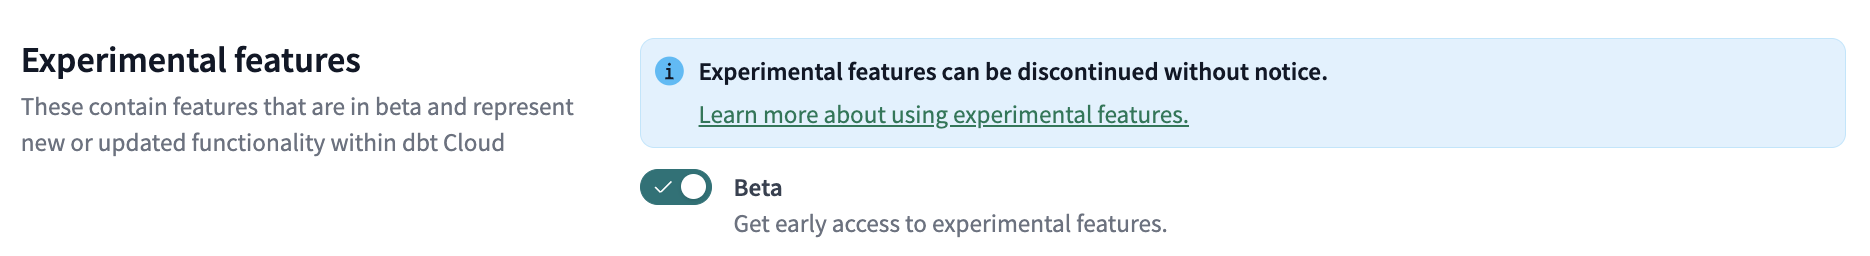 Experimental features
These contain features that are in beta and represent
new or updated functionality within dbt Cloud
Experimental features can be discontinued without notice.
Learn more about using experimental features.
Beta
Get early access to experimental features.